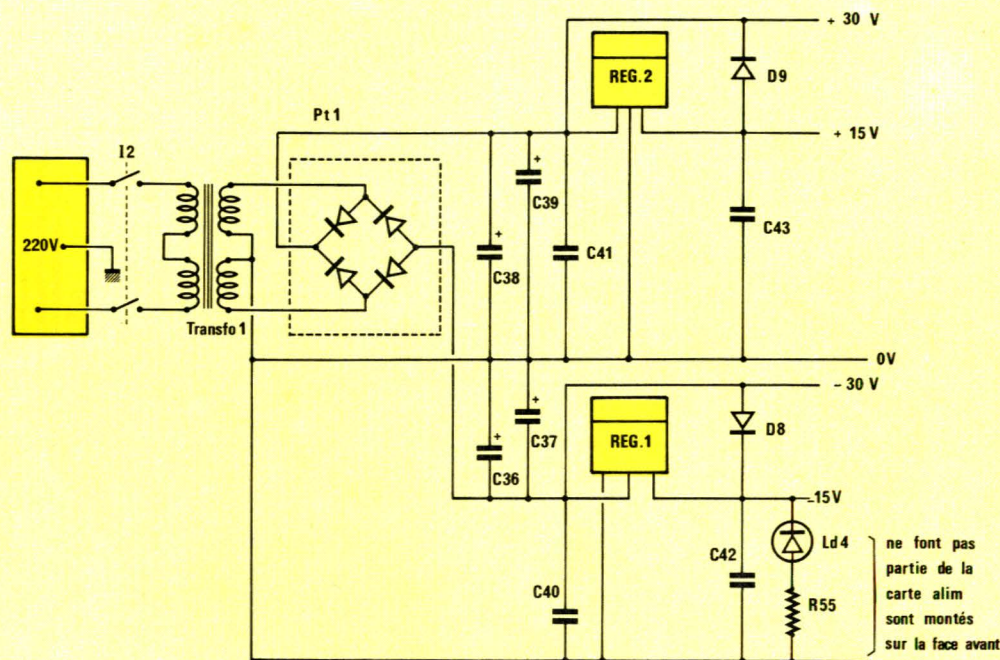 + 30 V
REG.2
D9
Pt 1
+ 15 V
I2
C39
220V
C43
C41
C38
Transfo 1
0V
- 30 V
REG.1
D8
C37
C36
-15V
Ld 4
C42
C40
R55
ne font pas
partie de la
carte alim
sont montés
sur la face avant
+
+
+
+